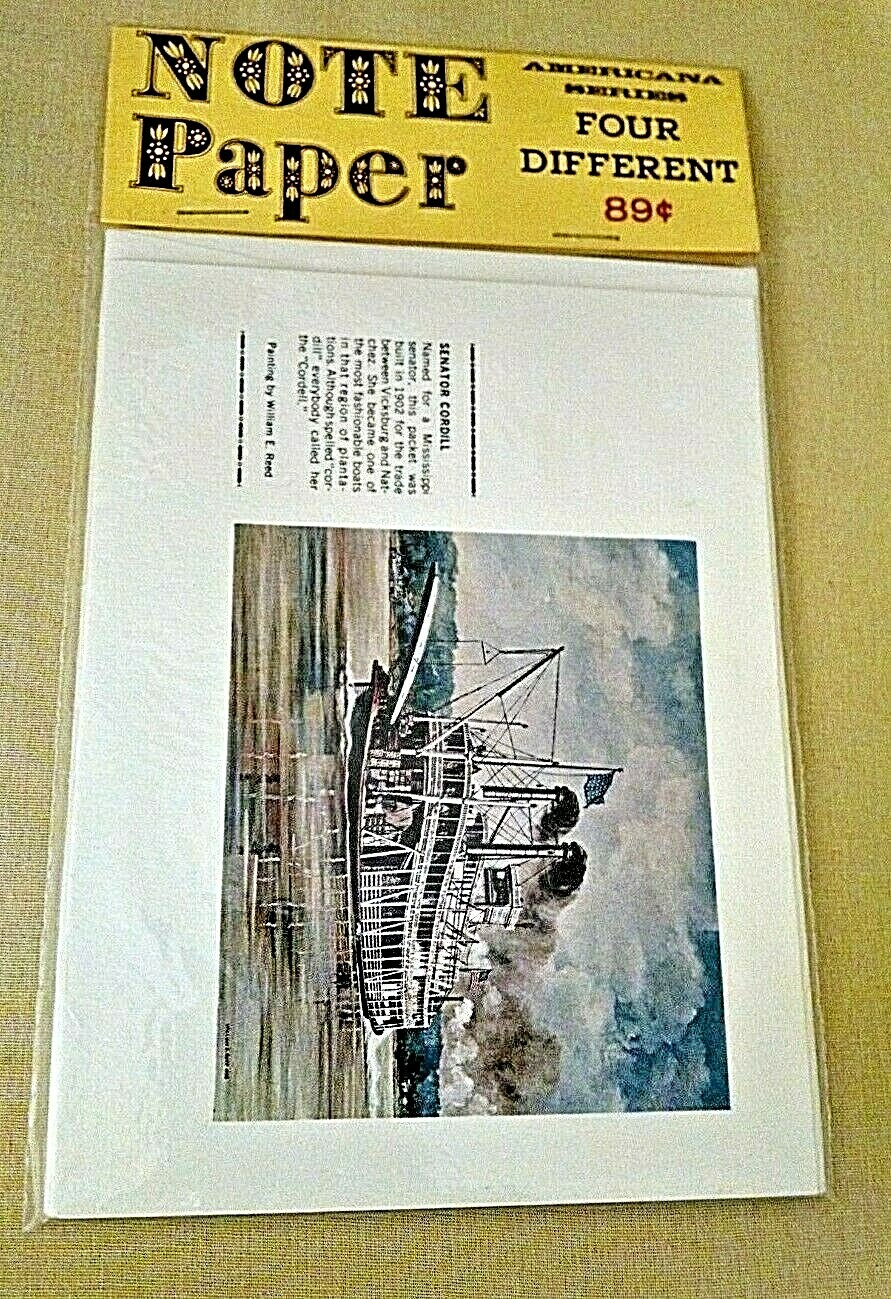 NOTE
Paper
AMERICANA
SERIES
FOUR
DIFFERENT
89¢
SENATOR CORDILL
Named for a Mississippi
senator, this packet was
built in 1902 for the trade
between Vicksburg and Nat-
chez. She became one of
the most fashionable boats
in that region of planta-
tions. Although spelled "cor-
dill" everybody called her
the "Cordell."
Painting by William E. Reed